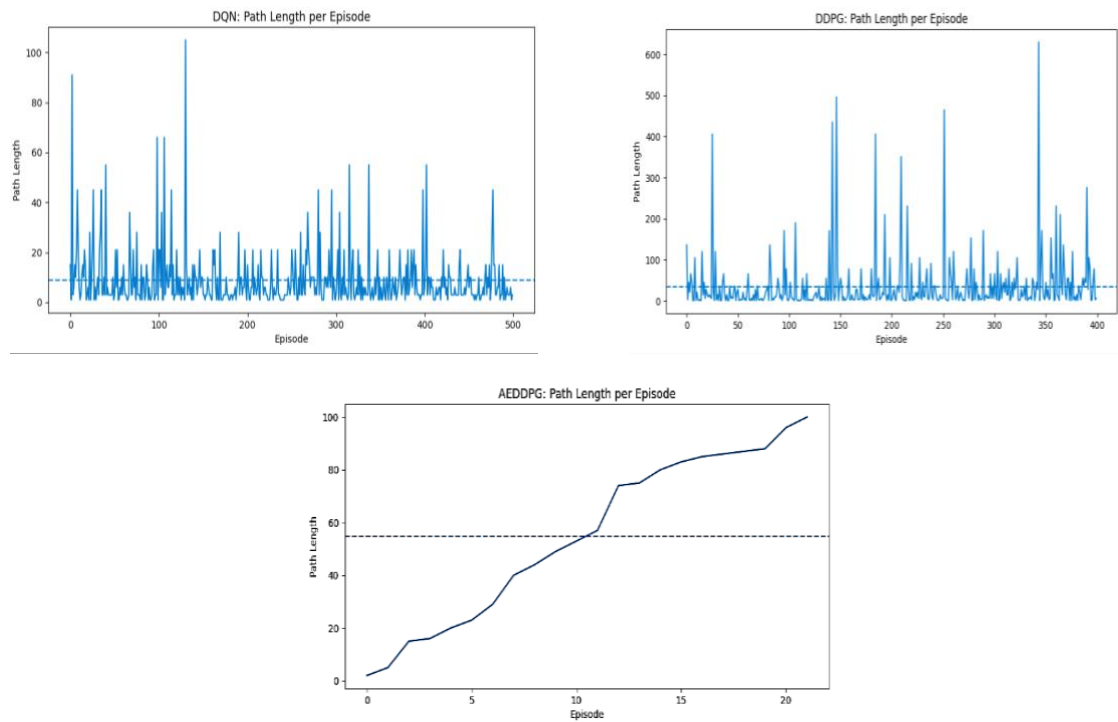 DQN: Path Length per Episode
100
80
60
40
20
0
Path Length
0 100 200 300 400 500
Episode
DDPG: Path Length per Episode
600
500
400
300
200
100
0
Path Length
0 50 100 150 200 250 300 350 400
Episode
AEDDPG: Path Length per Episode
100
80
60
40
20
0
Path Length
0 5 10 15 20
Episode